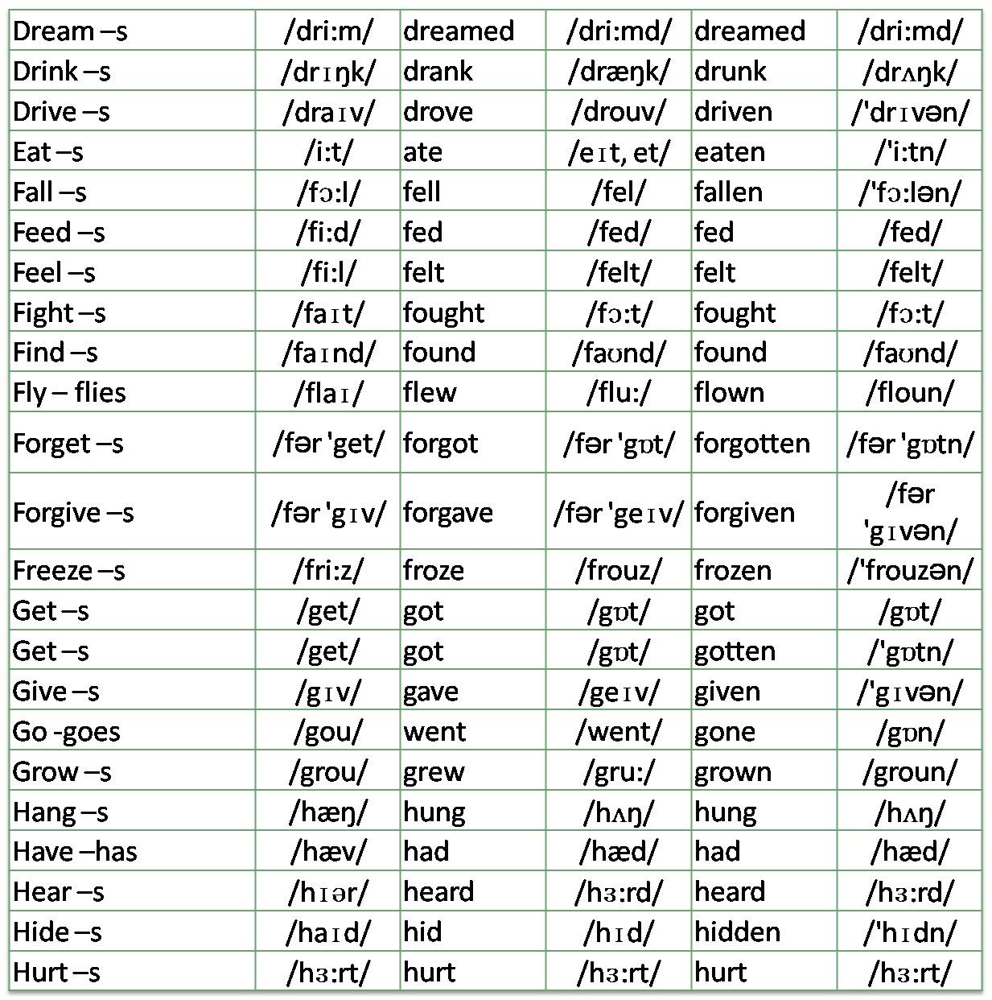 Dream –s /dri:m/ dreamed /dri:md/ dreamed /dri:md/
Drink –s /drɪŋk/ drank /dræŋk/ drunk /drʌŋk/
Drive –s /draɪv/ drove /drouv/ driven /'drɪvən/
Eat –s /i:t/ ate /eɪt, et/ eaten /'i:tn/
Fall –s /fɔ:l/ fell /fel/ fallen /'fɔ:lən/
Feed –s /fi:d/ fed /fed/ fed /fed/
Feel –s /fi:l/ felt /felt/ felt /felt/
Fight –s /faɪt/ fought /fɔ:t/ fought /fɔ:t/
Find –s /faɪnd/ found /faʊnd/ found /faʊnd/
Fly – flies /flaɪ/ flew /flu:/ flown /floun/
Forget –s /fər 'get/ forgot /fər 'gɒt/ forgotten /fər 'gɒtn/
Forgive –s /fər 'gɪv/ forgave /fər 'geɪv/ forgiven /fər
'gɪvən/
Freeze –s /fri:z/ froze /frouz/ frozen /'frouzən/
Get –s /get/ got /gɒt/ got /gɒt/
Get –s /get/ got /gɒt/ gotten /'gɒtn/
Give –s /gɪv/ gave /geɪv/ given /'gɪvən/
Go -goes /gou/ went /went/ gone /gɒn/
Grow –s /grou/ grew /gru:/ grown /groun/
Hang –s /hæŋ/ hung /hʌŋ/ hung /hʌŋ/
Have –has /hæv/ had /hæd/ had /hæd/
Hear –s /hɪər/ heard /hɜ:rd/ heard /hɜ:rd/
Hide –s /haɪd/ hid /hɪd/ hidden /'hɪdn/
Hurt –s /hɜ:rt/ hurt /hɜ:rt/ hurt /hɜ:rt/